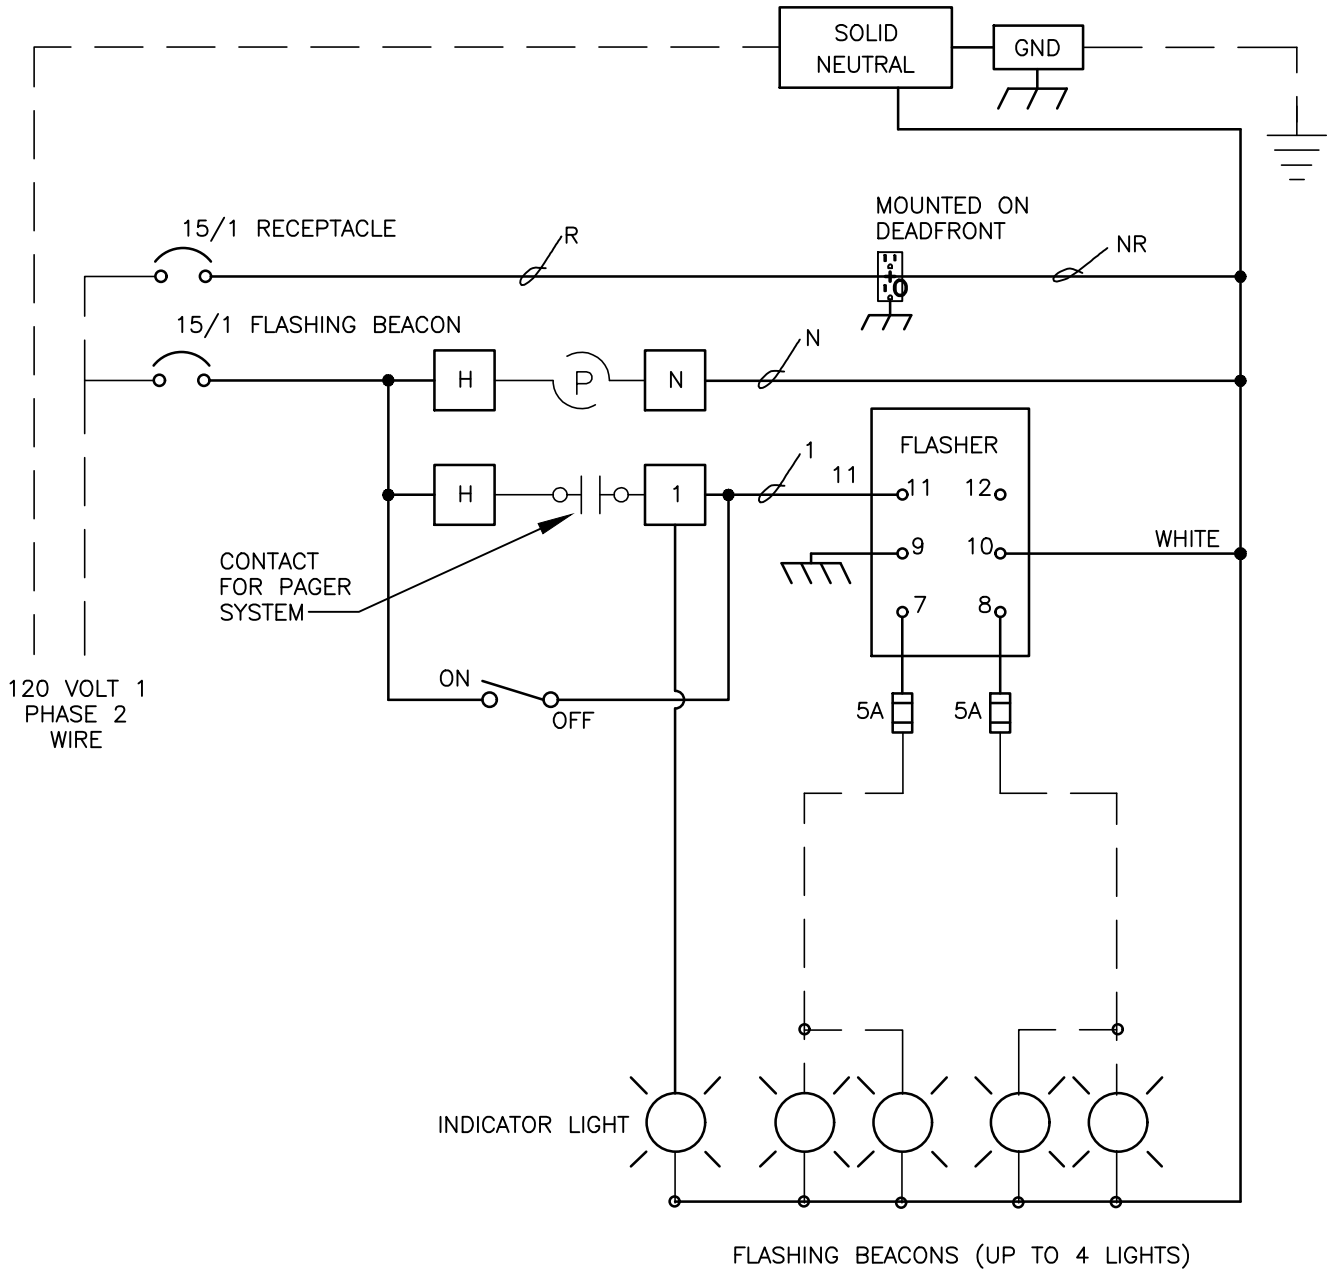 SOLID
NEUTRAL
GND
MOUNTED ON
DEADFRONT
15/1 RECEPTACLE
R
NR
15/1 FLASHING BEACON
N
H
P
N
FLASHER
1
11
H
1
11
12
WHITE
9
10
CONTACT
FOR PAGER
SYSTEM
7
8
ON
OFF
120 VOLT 1
PHASE 2
WIRE
5A
5A
INDICATOR LIGHT
FLASHING BEACONS (UP TO 4 LIGHTS)